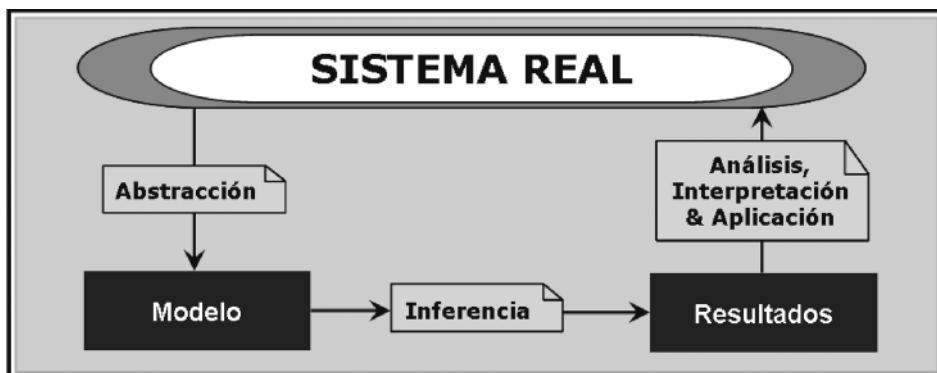 SISTEMA REAL
Abstracción
Análisis,
Interpretación
& Aplicación
Modelo
Inferencia
Resultados